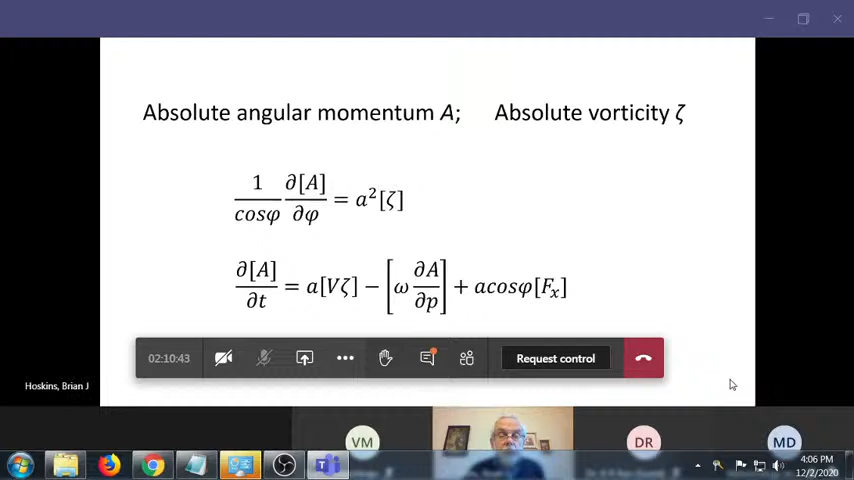 Absolute angular momentum A; Absolute vorticity ζ
1/cosφ ∂[A]/∂φ = a²[ζ]
∂[A]/∂t = a[Vζ] − [ω ∂A/∂p] + acosφ[Fₓ]
02:10:43 Request control
Hoskins, Brian J
VM DR MD
4:06 PM
12/2/2020